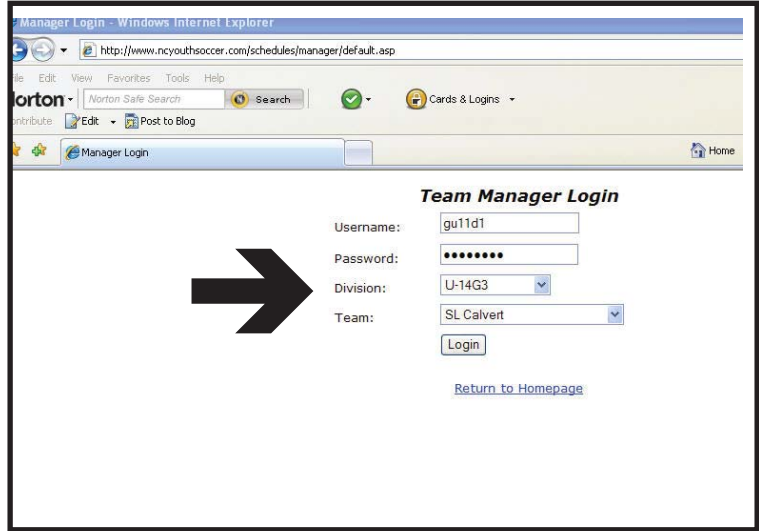 Manager Login - Windows Internet Explorer
http://www.ncyouthsoccer.com/schedules/manager/default.asp
Edit View Favorites Tools Help
Norton Safe Search Search Cards & Logins
Edit Post to Blog
Manager Login Home
Team Manager Login
Username: gu11d1
Password: ••••••••
Division: U-14G3
Team: SL Calvert
Login
Return to Homepage